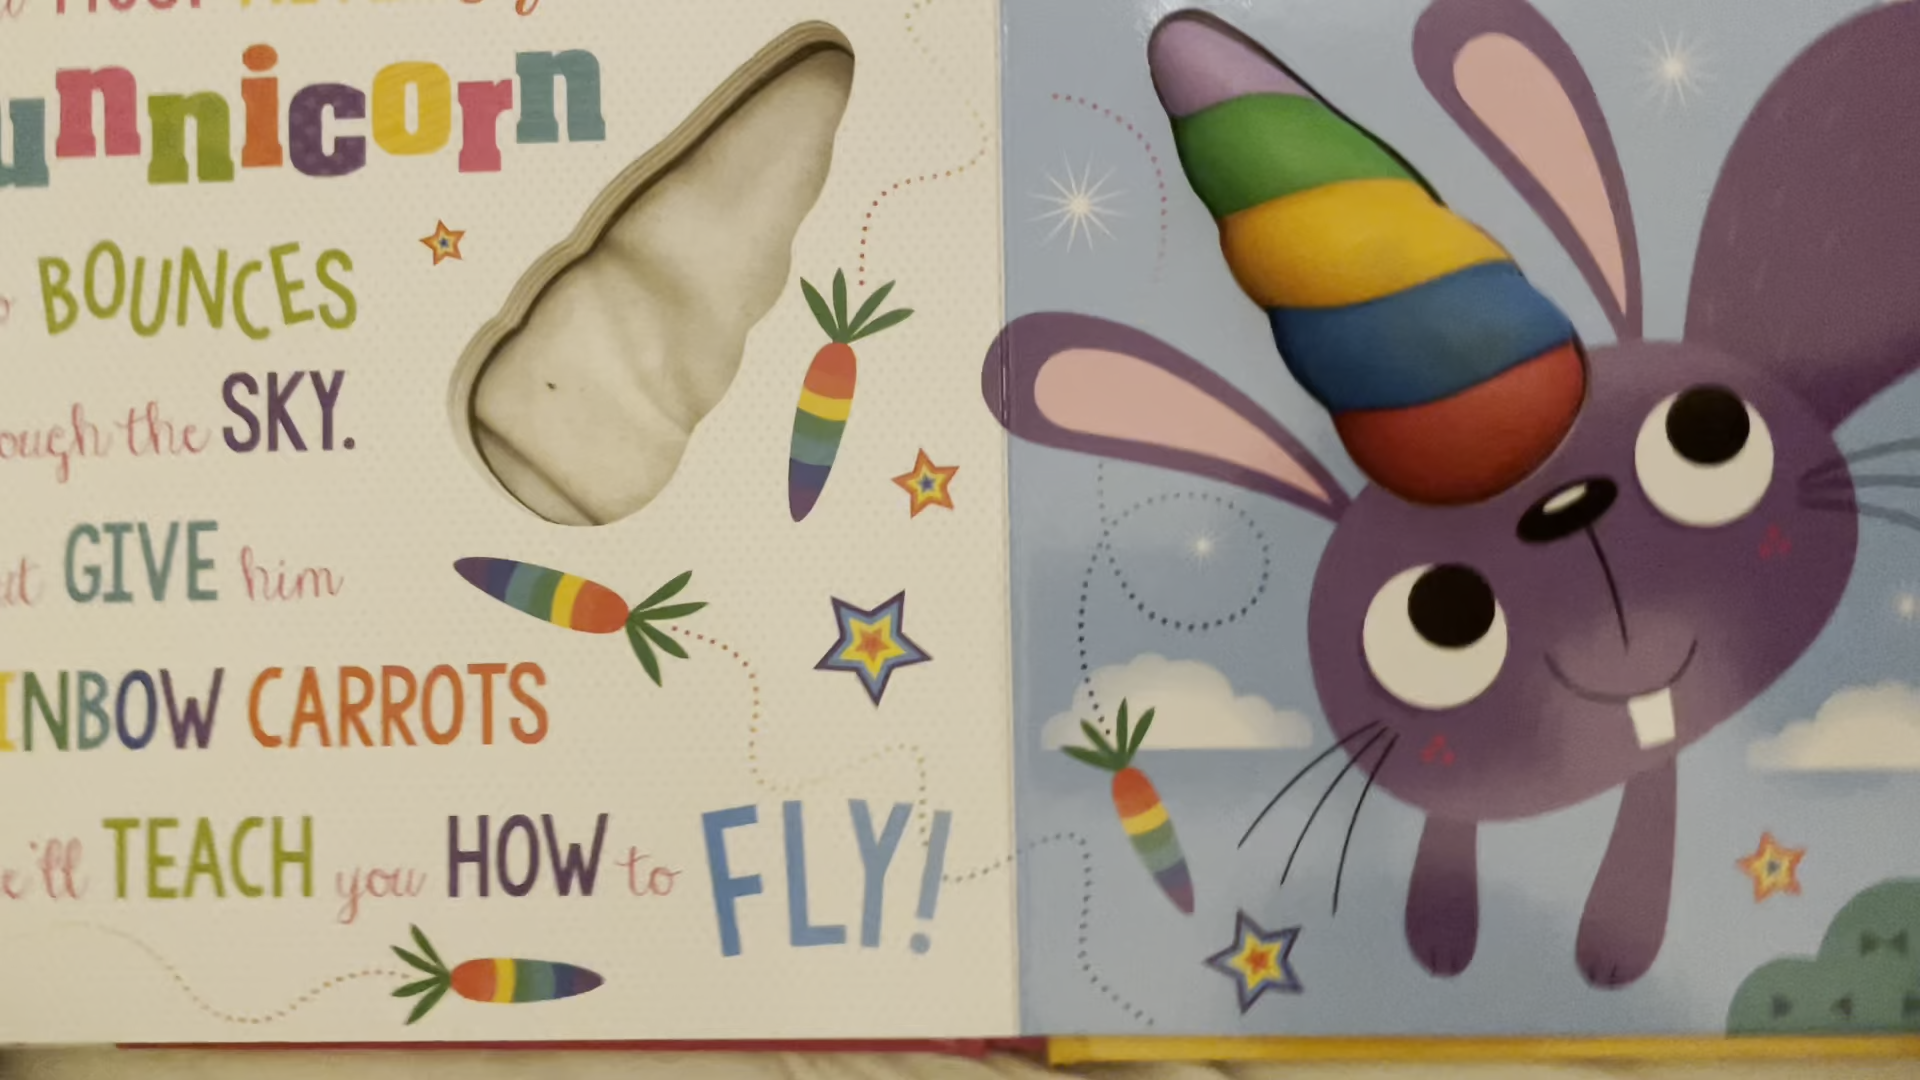 unnicorn
BOUNCES
ough the SKY.
GIVE him
INBOW CARROTS
e'll TEACH you HOW to FLY!